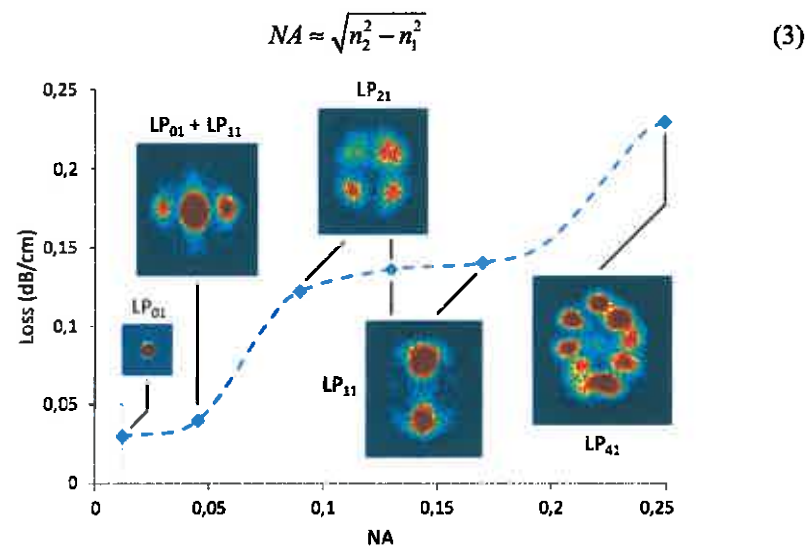 NA ≈ √(n₂² − n₁²) (3)
0,25
LP₂₁
LP₀₁ + LP₁₁
0,2
0,15
Loss (dB/cm)
LP₀₁
0,1
LP₁₁
0,05
LP₄₁
0
0 0,05 0,1 0,15 0,2 0,25
NA